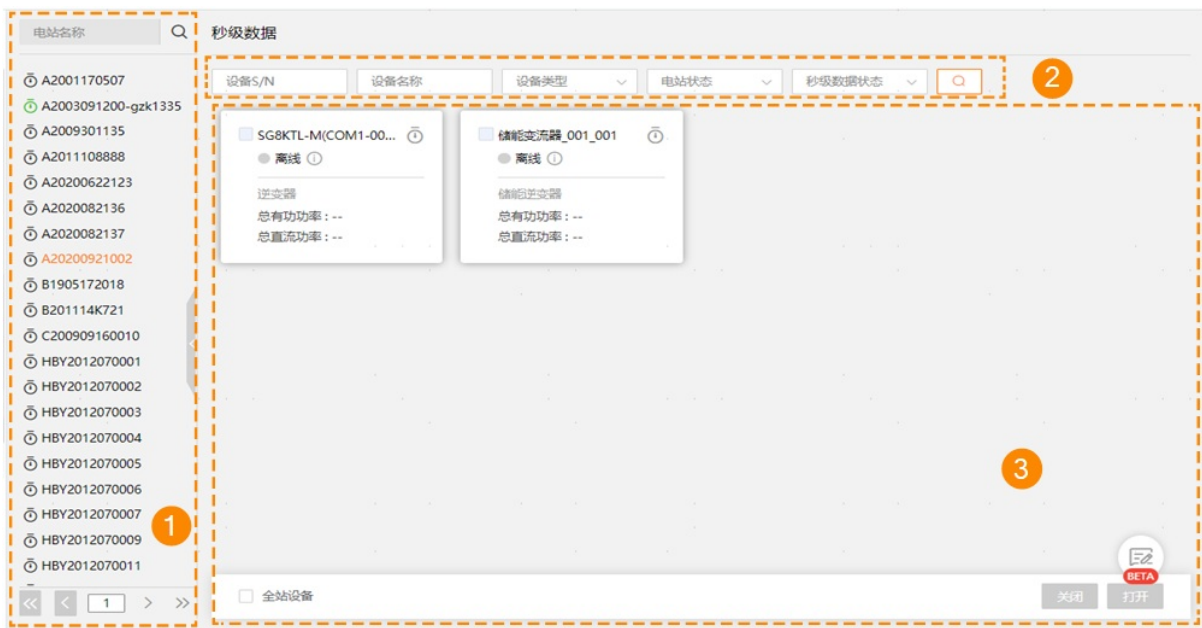 电站名称
A2001170507
A2003091200-gzk1335
A2009301135
A2011108888
A20200622123
A2020082136
A2020082137
A20200921002
B1905172018
B201114K721
C200909160010
HBY2012070001
HBY2012070002
HBY2012070003
HBY2012070004
HBY2012070005
HBY2012070006
HBY2012070007
HBY2012070009
HBY2012070011
1
1
秒级数据
设备S/N 设备名称 设备类型 电站状态 秒级数据状态
2
SG8KTL-M(COM1-00...
离线
逆变器
总有功功率：--
总直流功率：--
储能变流器_001_001
离线
储能逆变器
总有功功率：--
总直流功率：--
3
BETA
全站设备 关闭 打开